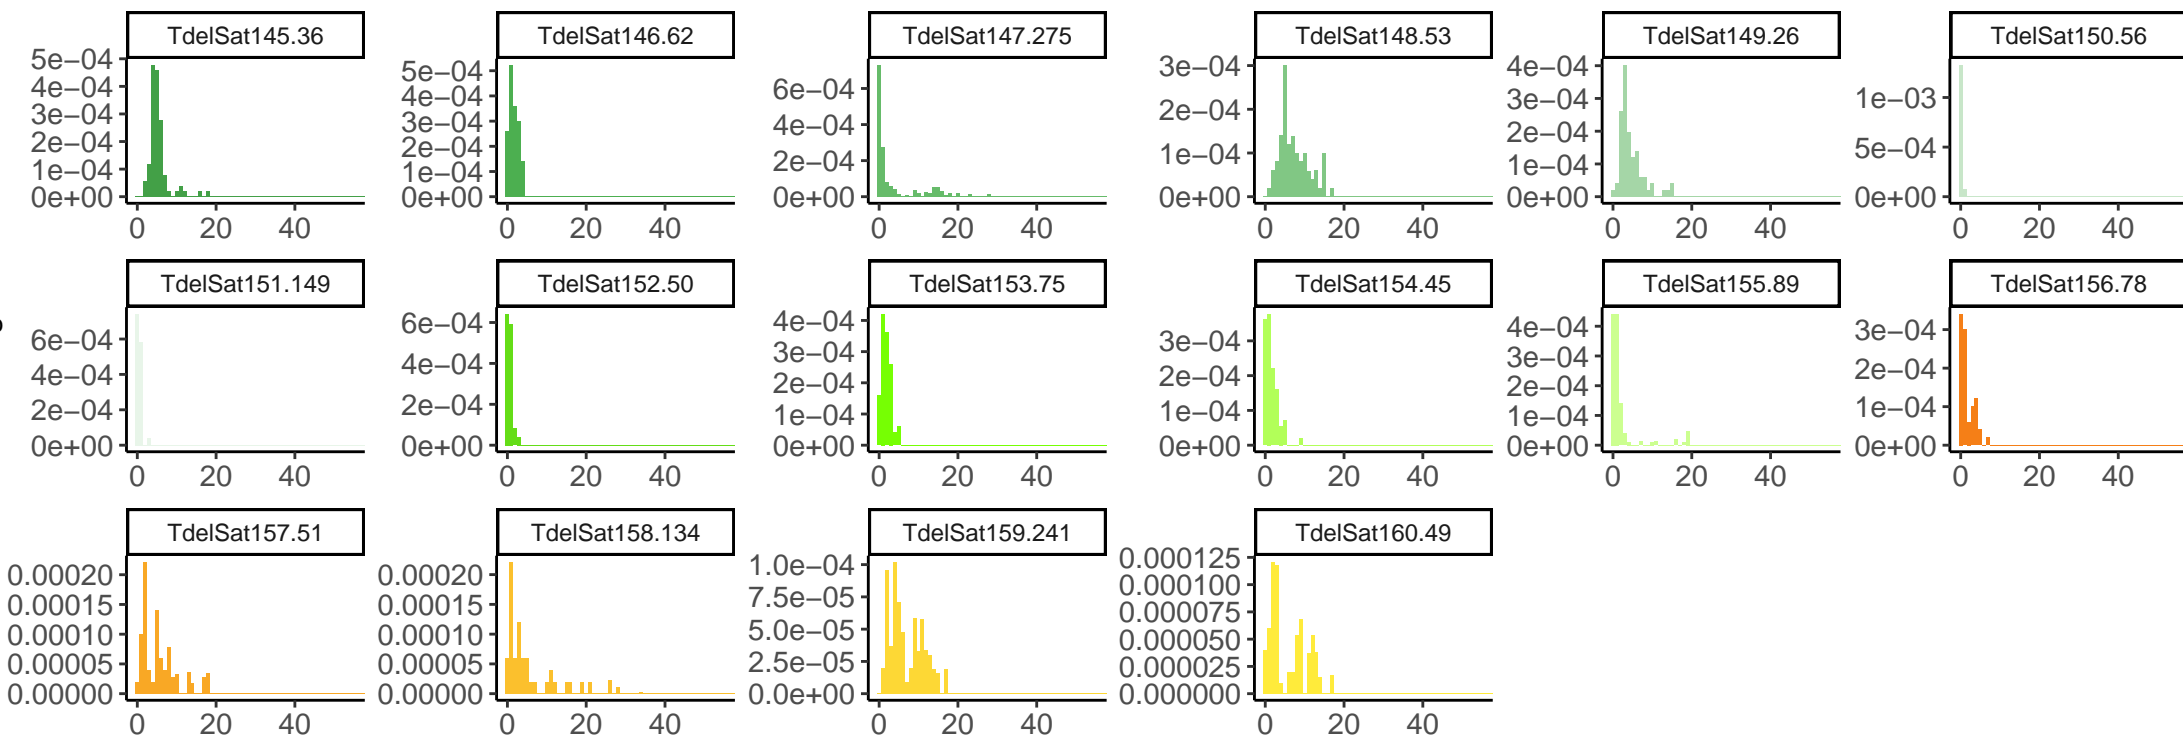 TdelSat145.36 TdelSat146.62 TdelSat147.275 TdelSat148.53 TdelSat149.26 TdelSat150.56
5e−04 4e−04 3e−04 2e−04 1e−04 0e+00
5e−04 4e−04 3e−04 2e−04 1e−04 0e+00
6e−04 4e−04 2e−04 0e+00
3e−04 2e−04 1e−04 0e+00
4e−04 3e−04 2e−04 1e−04 0e+00
1e−03 5e−04 0e+00
0 20 40 0 20 40 0 20 40 0 20 40 0 20 40 0 20 40
TdelSat151.149 TdelSat152.50 TdelSat153.75 TdelSat154.45 TdelSat155.89 TdelSat156.78
6e−04 4e−04 2e−04 0e+00
6e−04 4e−04 2e−04 0e+00
4e−04 3e−04 2e−04 1e−04 0e+00
3e−04 2e−04 1e−04 0e+00
4e−04 3e−04 2e−04 1e−04 0e+00
3e−04 2e−04 1e−04 0e+00
0 20 40 0 20 40 0 20 40 0 20 40 0 20 40 0 20 40
TdelSat157.51 TdelSat158.134 TdelSat159.241 TdelSat160.49
0.00020 0.00015 0.00010 0.00005 0.00000
0.00020 0.00015 0.00010 0.00005 0.00000
1.0e−04 7.5e−05 5.0e−05 2.5e−05 0.0e+00
0.000125 0.000100 0.000075 0.000050 0.000025 0.000000
0 20 40 0 20 40 0 20 40 0 20 40